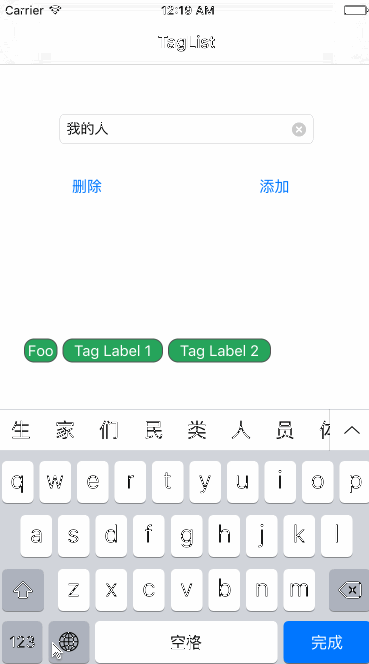 Carrier 12:19 AM
Tag List
我的人
删除 添加
Foo Tag Label 1 Tag Label 2
生 家 们 民 类 人 员
q w e r t y u i o p
a s d f g h j k l
z x c v b n m
123 空格 完成